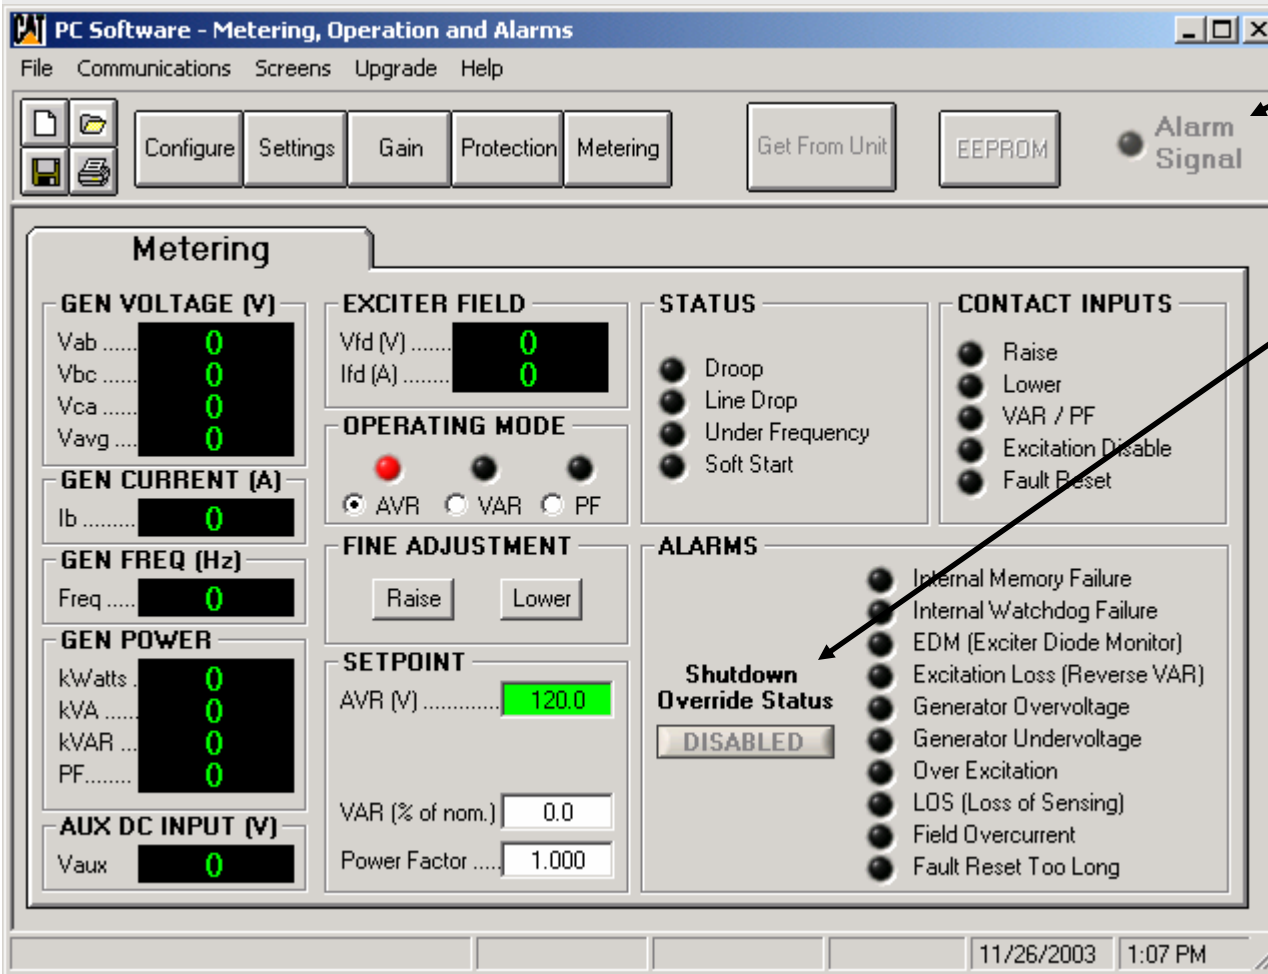 CAT PC Software - Metering, Operation and Alarms
File Communications Screens Upgrade Help
Configure Settings Gain Protection Metering Get From Unit EEPROM Alarm Signal
Metering
GEN VOLTAGE (V)
Vab ...... 0
Vbc ...... 0
Vca ...... 0
Vavg .... 0
GEN CURRENT (A)
Ib ......... 0
GEN FREQ (Hz)
Freq ..... 0
GEN POWER
kWatts . 0
kVA ...... 0
kVAR ... 0
PF........ 0
AUX DC INPUT (V)
Vaux 0
EXCITER FIELD
Vfd (V) ....... 0
Ifd (A) ........ 0
OPERATING MODE
AVR VAR PF
FINE ADJUSTMENT
Raise Lower
SETPOINT
AVR (V) ............ 120.0
VAR (% of nom.) 0.0
Power Factor ..... 1.000
STATUS
Droop
Line Drop
Under Frequency
Soft Start
CONTACT INPUTS
Raise
Lower
VAR / PF
Excitation Disable
Fault Reset
ALARMS
Shutdown
Override Status
DISABLED
Internal Memory Failure
Internal Watchdog Failure
EDM (Exciter Diode Monitor)
Excitation Loss (Reverse VAR)
Generator Overvoltage
Generator Undervoltage
Over Excitation
LOS (Loss of Sensing)
Field Overcurrent
Fault Reset Too Long
11/26/2003 1:07 PM